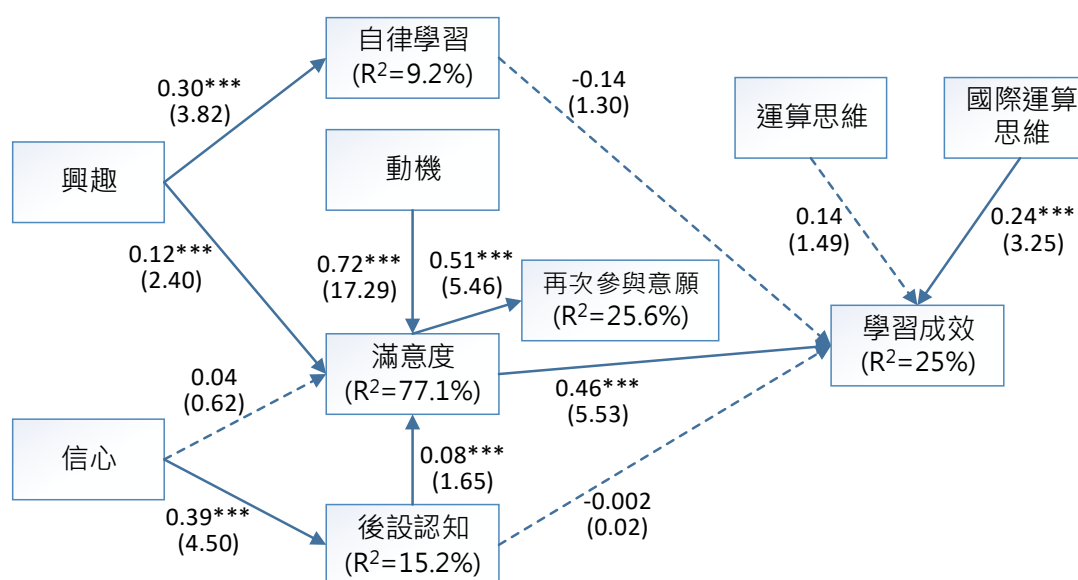 自律學習
(R²=9.2%)
-0.14
(1.30)
0.30***
(3.82)
運算思維
國際運算
思維
興趣
動機
0.14
(1.49)
0.24***
(3.25)
0.12***
(2.40)
0.72***
(17.29)
0.51***
(5.46)
再次參與意願
(R²=25.6%)
學習成效
(R²=25%)
滿意度
(R²=77.1%)
0.04
(0.62)
0.46***
(5.53)
信心
0.08***
(1.65)
0.39***
(4.50)
後設認知
(R²=15.2%)
-0.002
(0.02)